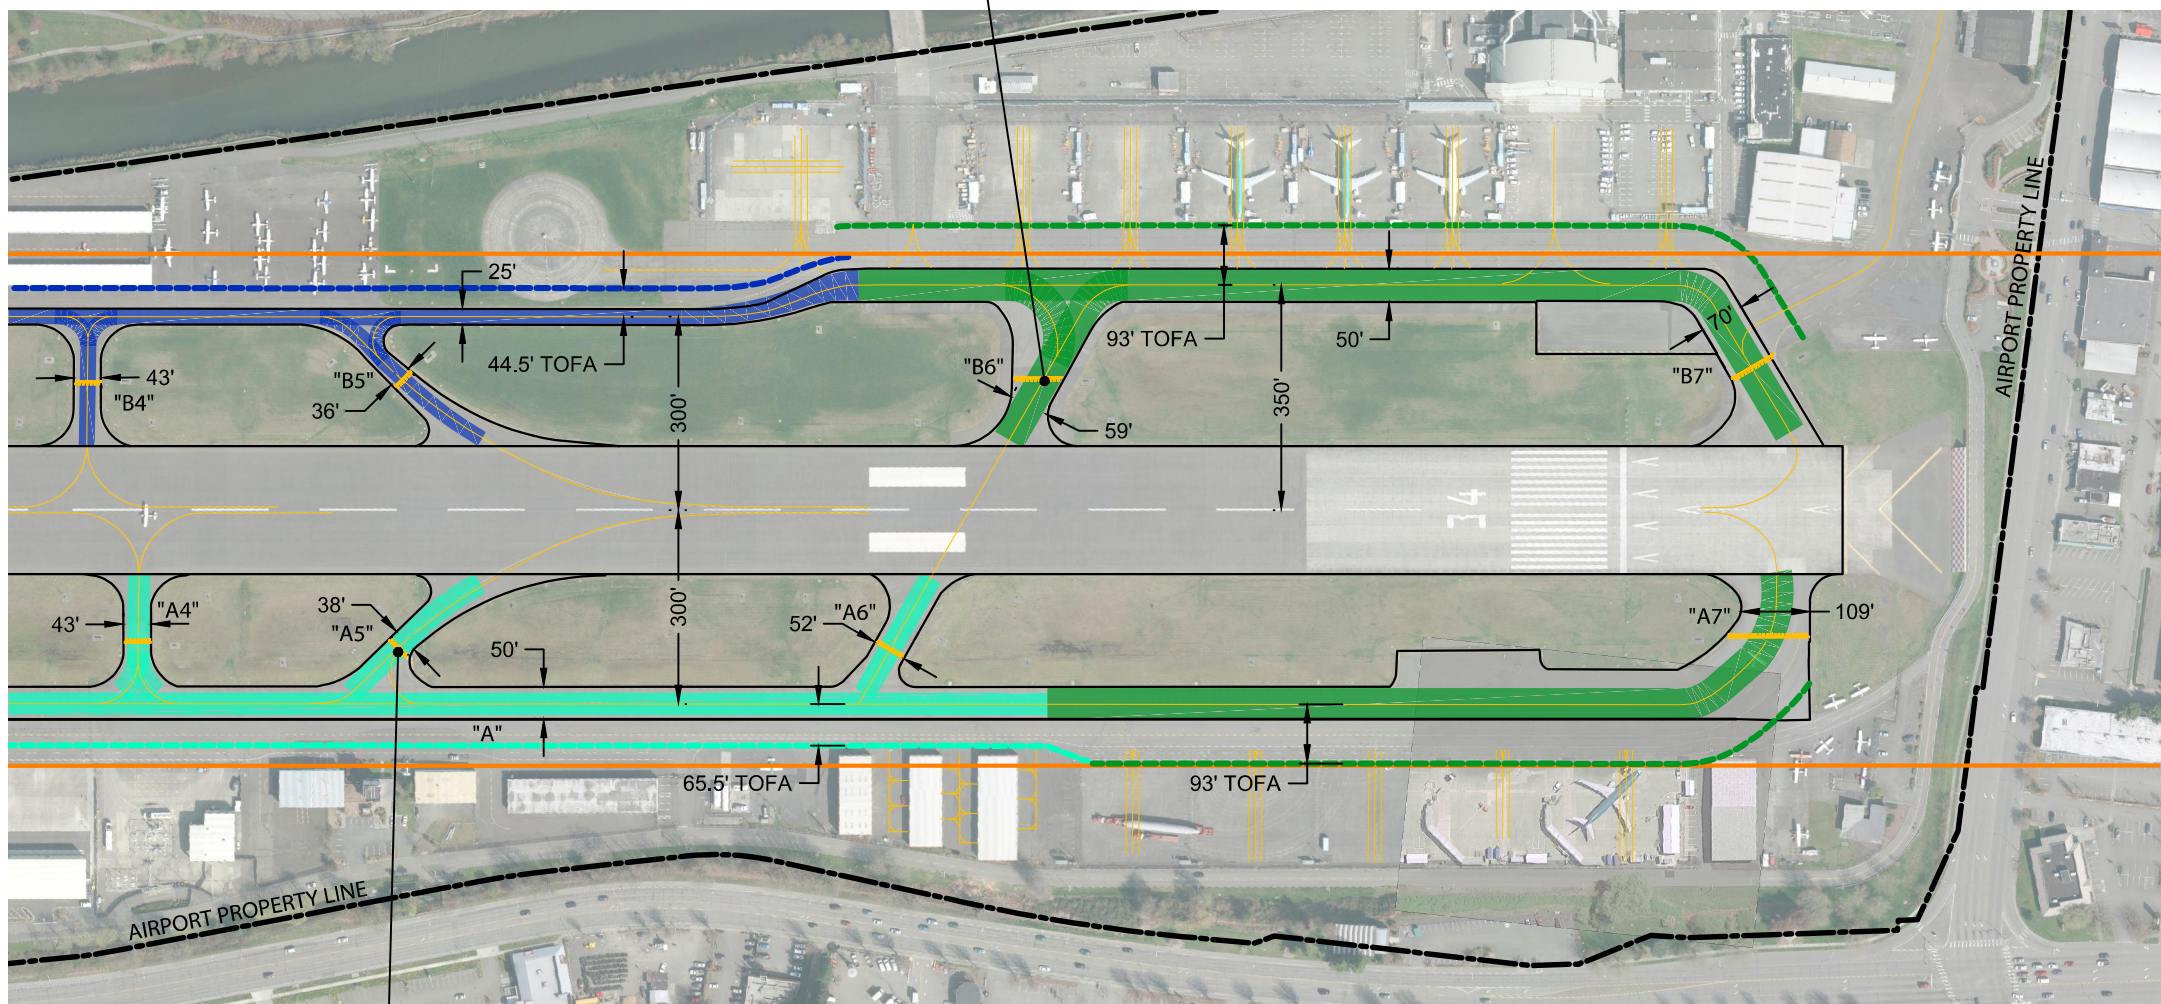 AIRPORT PROPERTY LINE
25'
44.5' TOFA
93' TOFA
50'
70'
"B4"
43'
"B5"
36'
"B6"
59'
"B7"
300'
350'
34
300'
"A4"
43'
38'
"A5"
52'
"A6"
"A7"
109'
50'
"A"
65.5' TOFA
93' TOFA
AIRPORT PROPERTY LINE